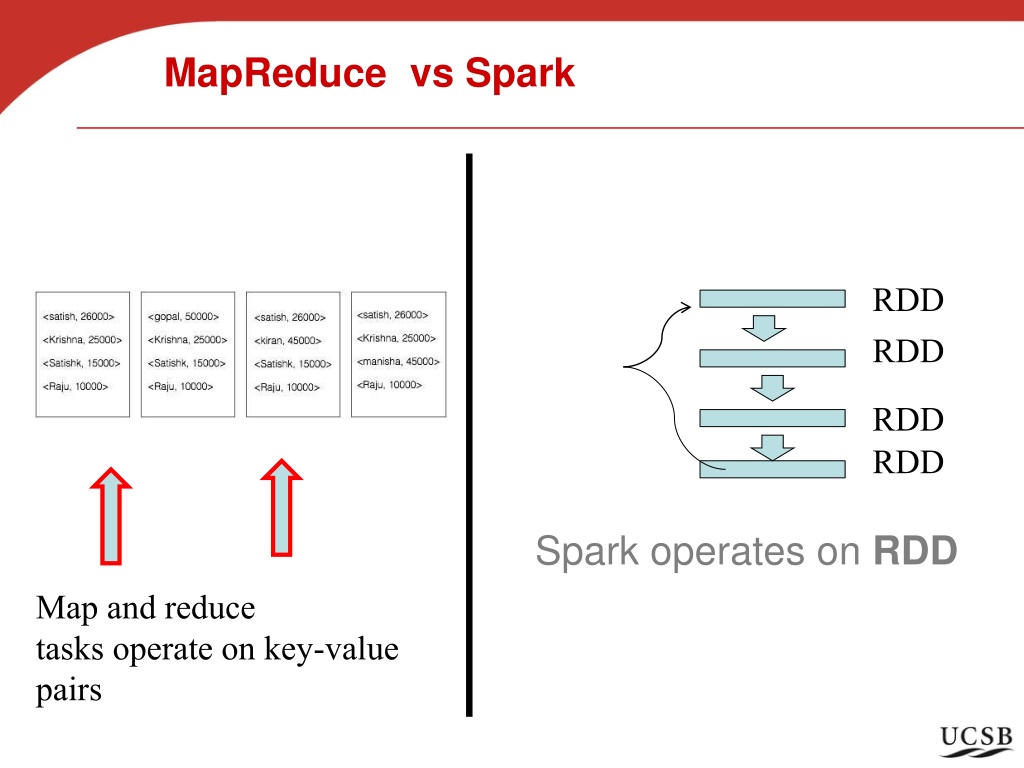 MapReduce vs Spark
<satish, 26000>
<Krishna, 25000>
<Satishk, 15000>
<Raju, 10000>
<gopal, 50000>
<Krishna, 25000>
<Satishk, 15000>
<Raju, 10000>
<satish, 26000>
<kiran, 45000>
<Satishk, 15000>
<Raju, 10000>
<satish, 26000>
<Krishna, 25000>
<manisha, 45000>
<Raju, 10000>
Map and reduce
tasks operate on key-value
pairs
RDD
RDD
RDD
RDD
Spark operates on RDD
UCSB